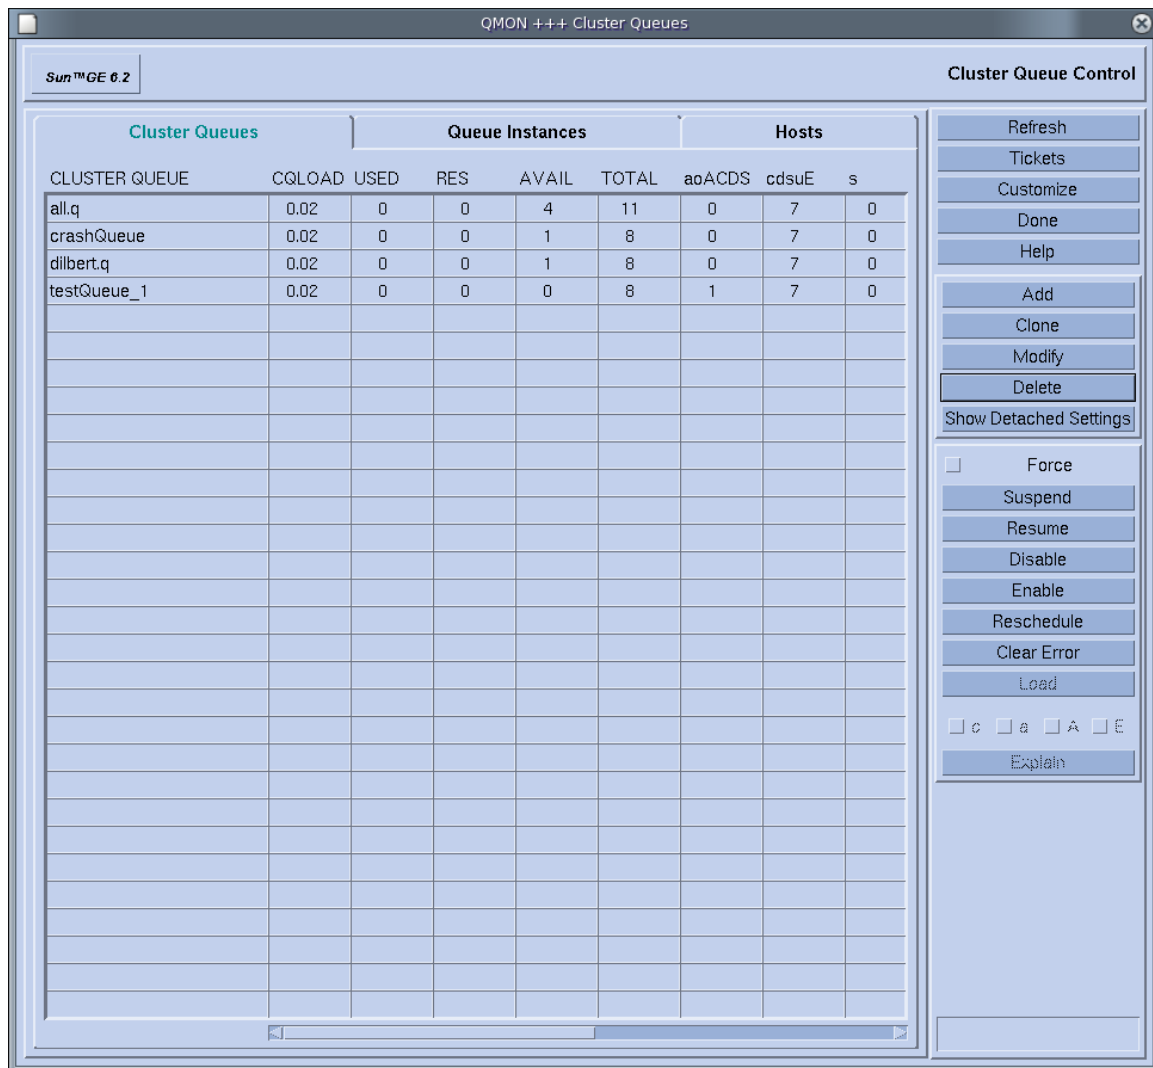 QMON +++ Cluster Queues
Sun™GE 6.2
Cluster Queue Control
Cluster Queues Queue Instances Hosts
CLUSTER QUEUE CQLOAD USED RES AVAIL TOTAL aoACDS cdsuE s
all.q 0.02 0 0 4 11 0 7 0
crashQueue 0.02 0 0 1 8 0 7 0
dilbert.q 0.02 0 0 1 8 0 7 0
testQueue_1 0.02 0 0 0 8 1 7 0
Refresh
Tickets
Customize
Done
Help
Add
Clone
Modify
Delete
Show Detached Settings
Force
Suspend
Resume
Disable
Enable
Reschedule
Clear Error
Load
c a A E
Explain